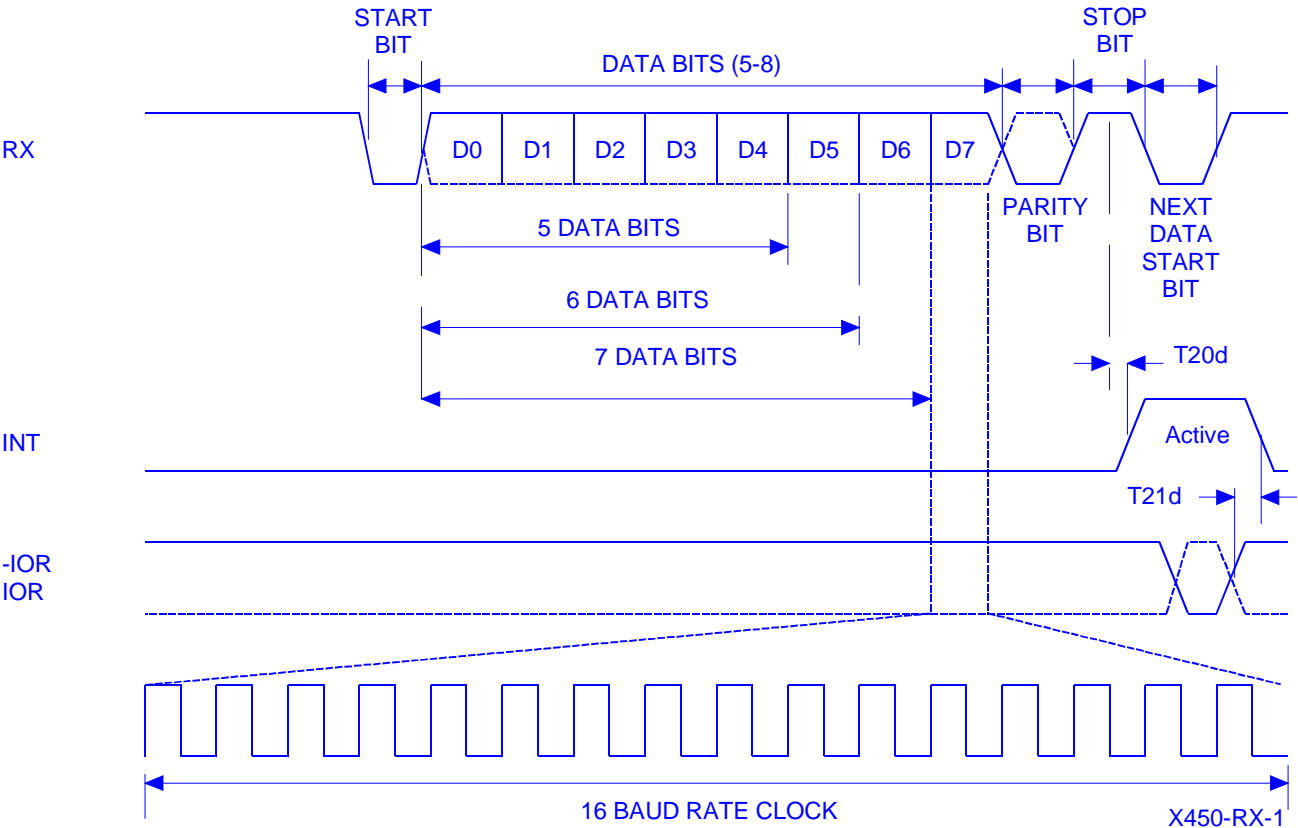 START
BIT
STOP
BIT
DATA BITS (5-8)
RX
D0 D1 D2 D3 D4 D5 D6 D7
PARITY
BIT
NEXT
DATA
START
BIT
5 DATA BITS
6 DATA BITS
7 DATA BITS
T20d
INT
Active
T21d
-IOR
IOR
16 BAUD RATE CLOCK
X450-RX-1